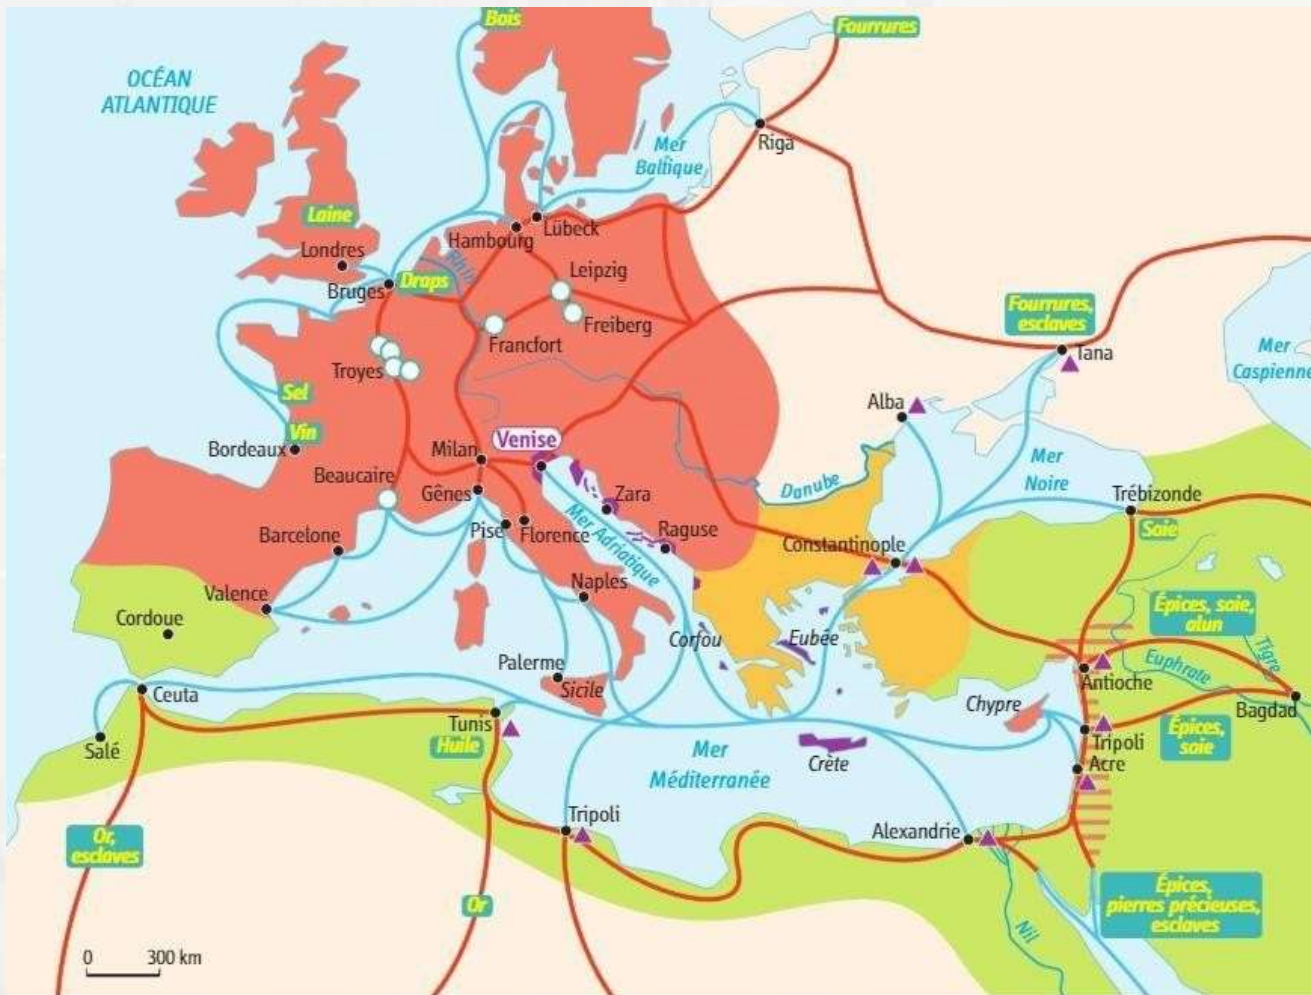 Bois
Fourrures
OCÉAN
ATLANTIQUE
Riga
Mer
Baltique
Laine
Lübeck
Hambourg
Londres
Rhin
Draps
Leipzig
Bruges
Fourrures,
esclaves
Freiberg
Francfort
Tana
Mer
Caspienne
Troyes
Sel
Alba
Vin
Bordeaux
Milan
Venise
Mer
Noire
Beaucaire
Danube
Gênes
Zara
Trébizonde
Pise
Florence
Mer Adriatique
Raguse
Soie
Barcelone
Constantinople
Naples
Valence
Cordoue
Épices, soie,
alun
Corfou
Eubée
Tigre
Palerme
Euphrate
Sicile
Antioche
Ceuta
Chypre
Bagdad
Tunis
Huile
Salé
Tripoli
Épices,
soie
Mer
Méditerranée
Crète
Acre
Tripoli
Alexandrie
Or,
esclaves
Or
Épices,
pierres précieuses,
esclaves
Nil
0 300 km